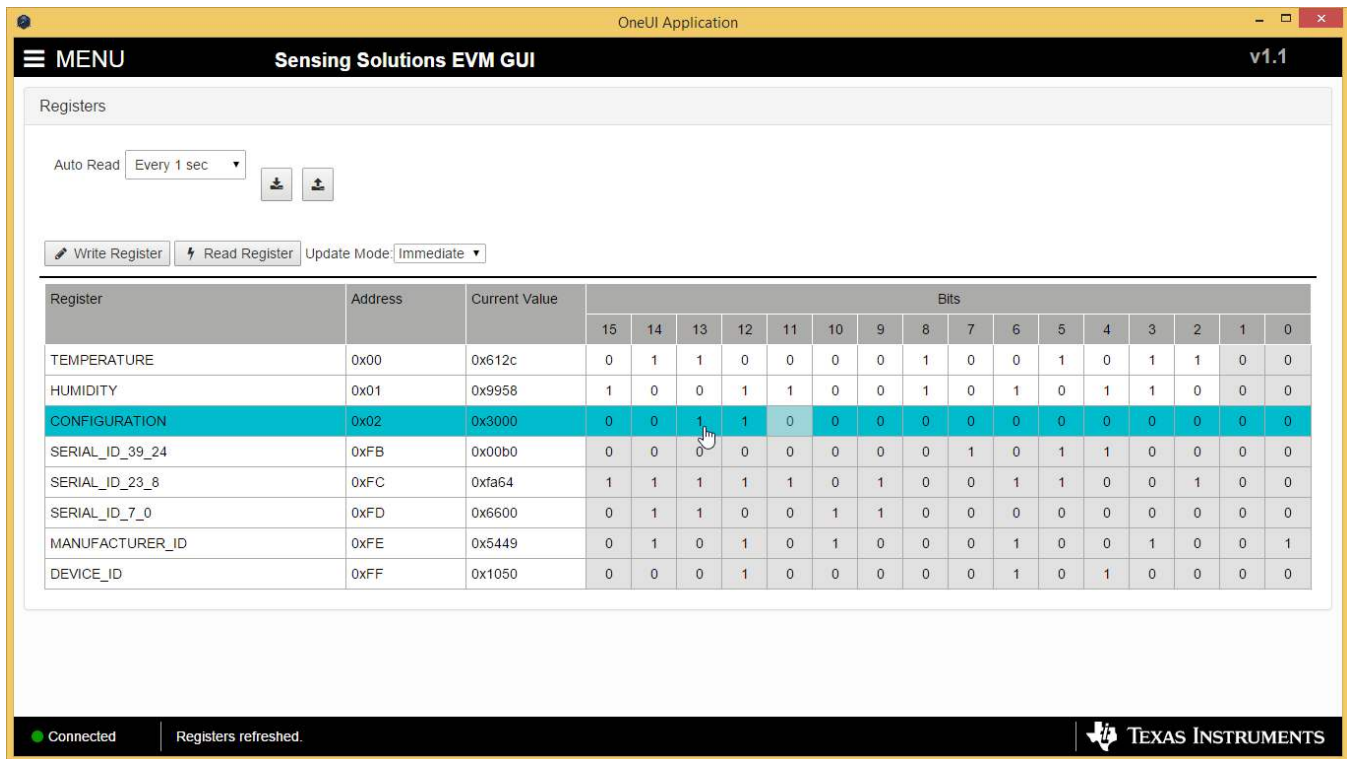 OneUI Application
MENU Sensing Solutions EVM GUI v1.1
Registers
Auto Read Every 1 sec
Write Register Read Register Update Mode: Immediate
Register Address Current Value Bits
15 14 13 12 11 10 9 8 7 6 5 4 3 2 1 0
TEMPERATURE 0x00 0x612c 0 1 1 0 0 0 0 1 0 0 1 0 1 1 0 0
HUMIDITY 0x01 0x9958 1 0 0 1 1 0 0 1 0 1 0 1 1 0 0 0
CONFIGURATION 0x02 0x3000 0 0 1 1 0 0 0 0 0 0 0 0 0 0 0 0
SERIAL_ID_39_24 0xFB 0x00b0 0 0 0 0 0 0 0 0 1 0 1 1 0 0 0 0
SERIAL_ID_23_8 0xFC 0xfa64 1 1 1 1 1 0 1 0 0 1 1 0 0 1 0 0
SERIAL_ID_7_0 0xFD 0x6600 0 1 1 0 0 1 1 0 0 0 0 0 0 0 0 0
MANUFACTURER_ID 0xFE 0x5449 0 1 0 1 0 1 0 0 0 1 0 0 1 0 0 1
DEVICE_ID 0xFF 0x1050 0 0 0 1 0 0 0 0 0 1 0 1 0 0 0 0
Connected Registers refreshed. TEXAS INSTRUMENTS